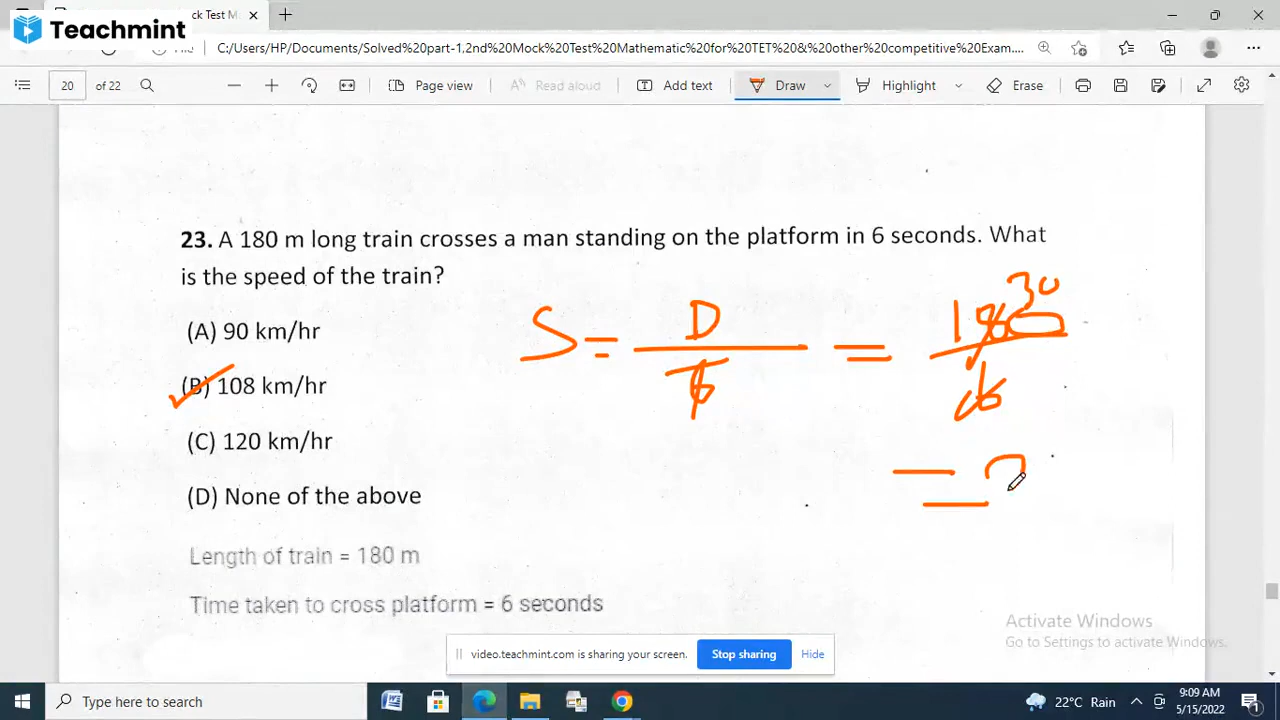 Teachmint
ck Test M
C:/Users/HP/Documents/Solved%20part-1,2nd%20Mock%20Test%20Mathematic%20for%20TET%20&%20other%20competitive%20Exam....
20 of 22
Page view
Read aloud
Add text
Draw
Highlight
Erase
23. A 180 m long train crosses a man standing on the platform in 6 seconds. What
is the speed of the train?
(A) 90 km/hr
(B) 108 km/hr
(C) 120 km/hr
(D) None of the above
S = D = 180 30
6
=
Length of train = 180 m
Time taken to cross platform = 6 seconds
Activate Windows
Go to Settings to activate Windows.
video.teachmint.com is sharing your screen.
Stop sharing
Hide
Type here to search
22°C Rain
9:09 AM
5/15/2022